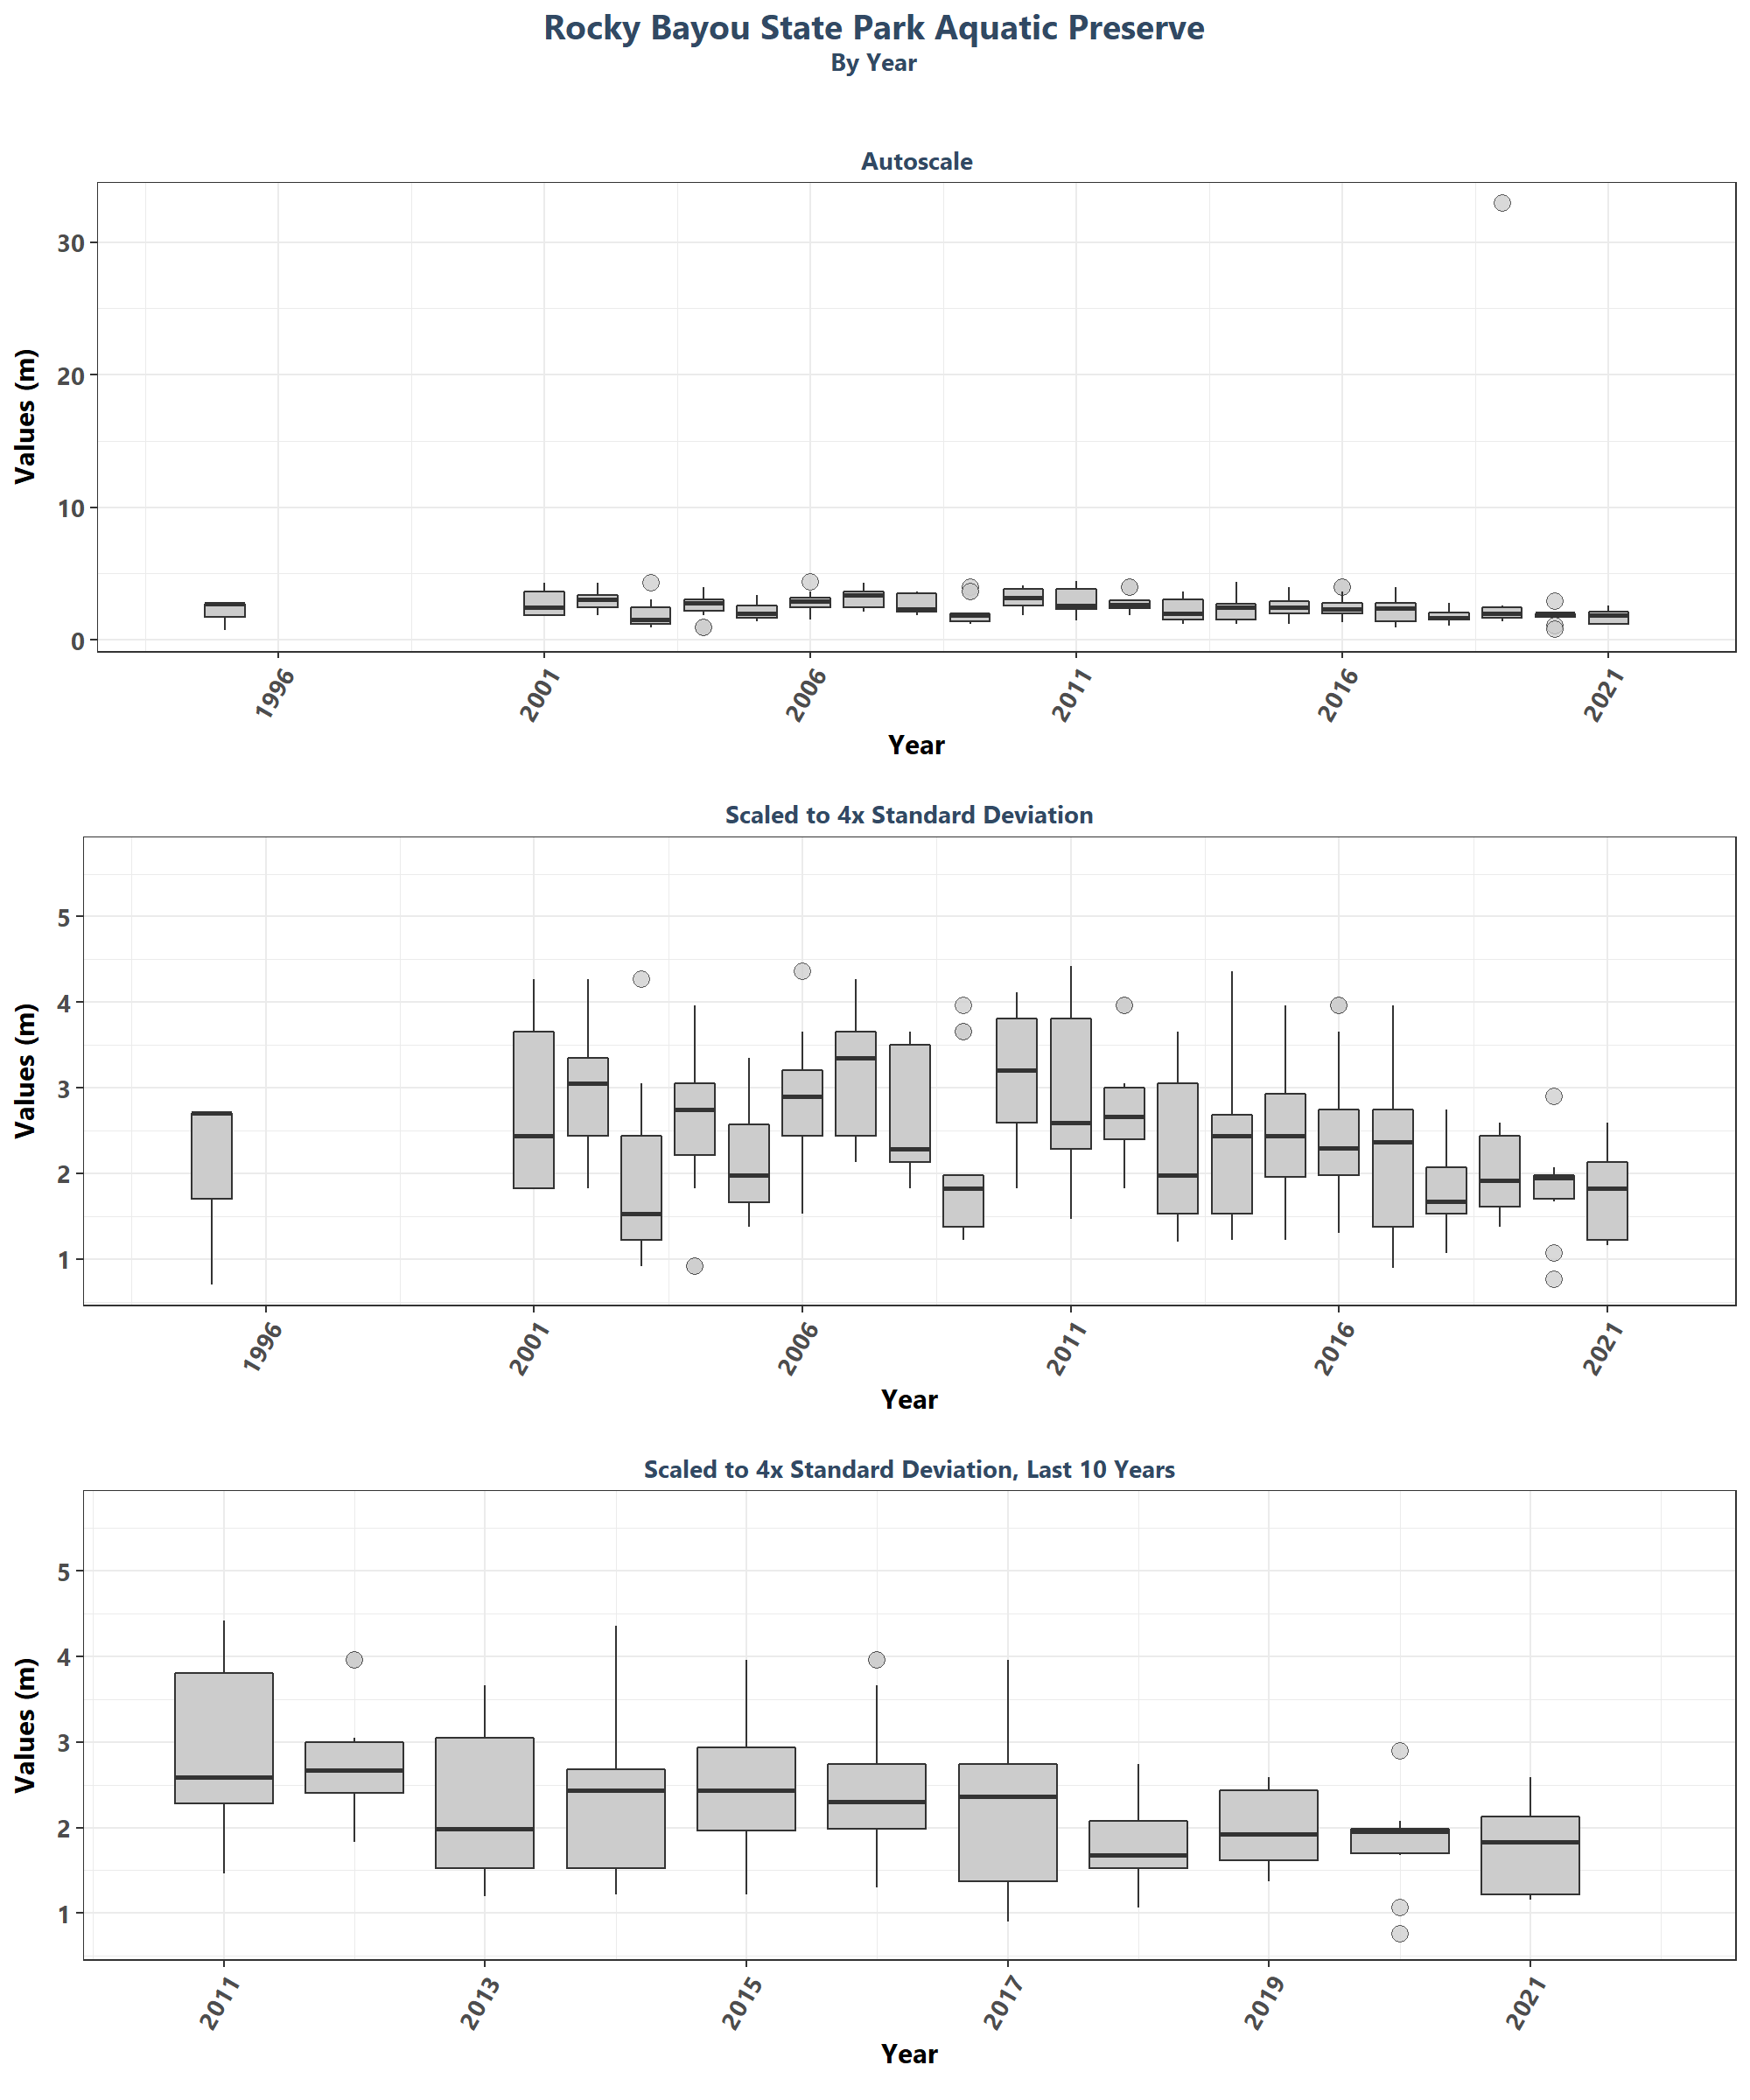 Rocky Bayou State Park Aquatic Preserve
By Year
Autoscale
Values (m)
30
20
10
0
1996
2001
2006
2011
2016
2021
Year
Scaled to 4x Standard Deviation
Values (m)
5
4
3
2
1
1996
2001
2006
2011
2016
2021
Year
Scaled to 4x Standard Deviation, Last 10 Years
Values (m)
5
4
3
2
1
2011
2013
2015
2017
2019
2021
Year